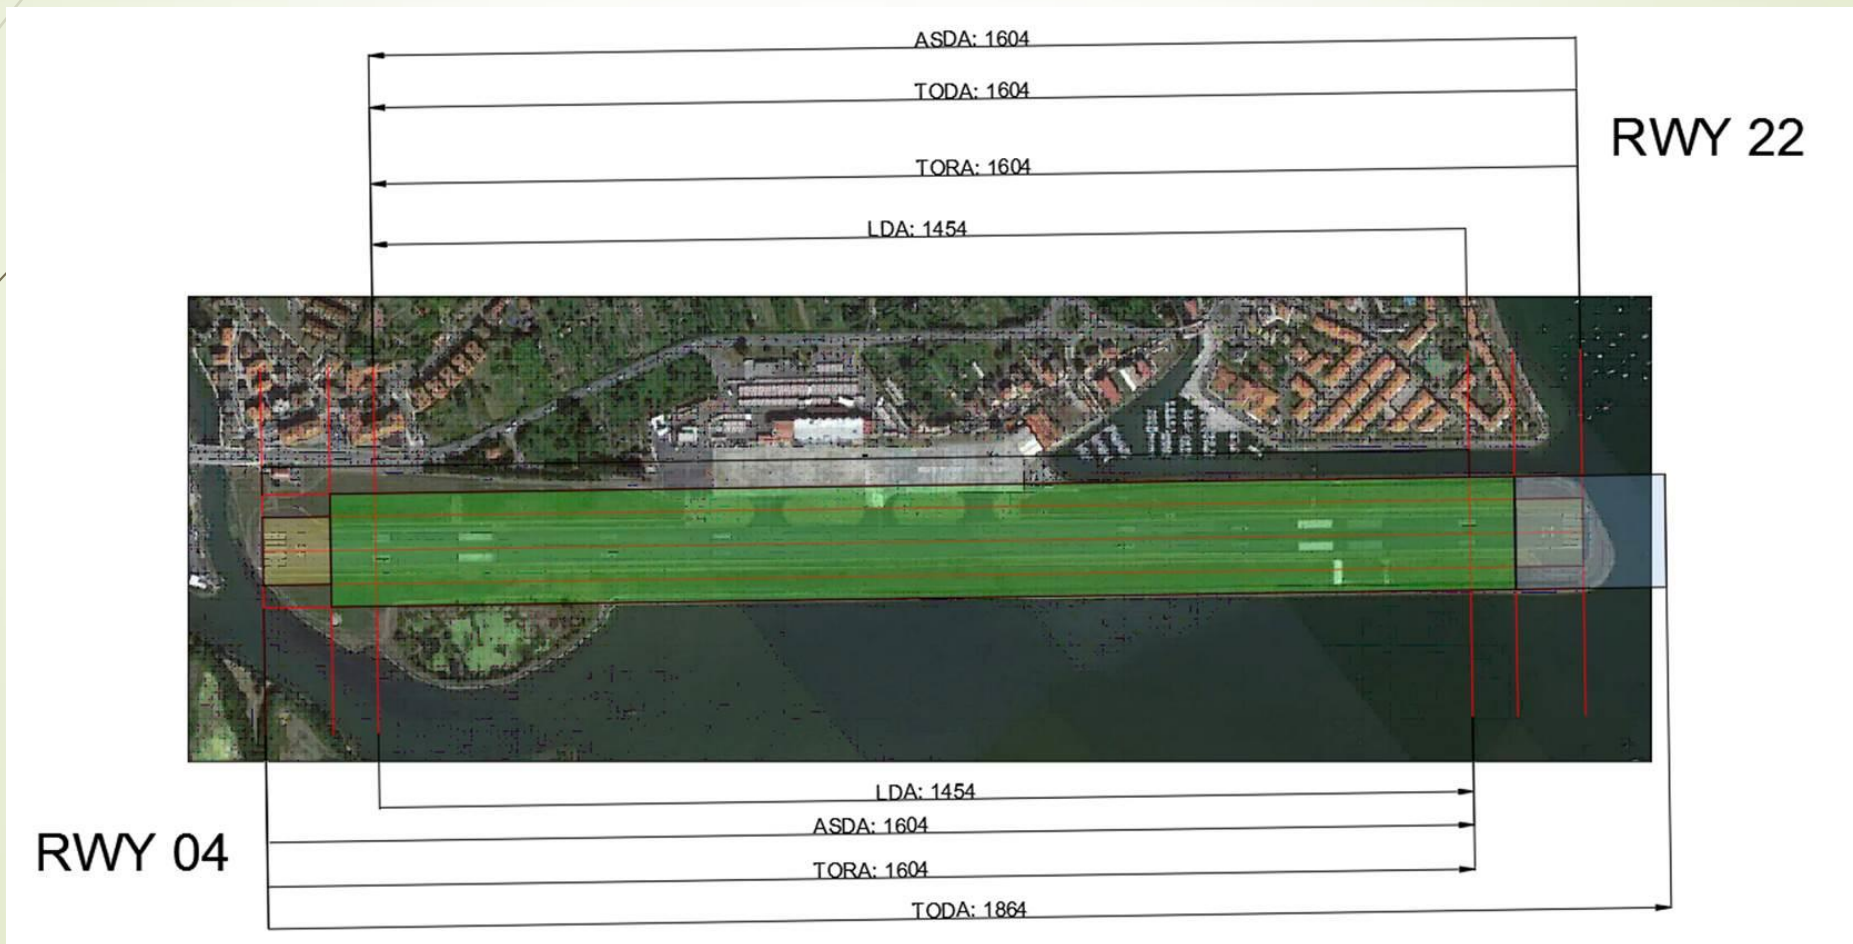 ASDA: 1604
TODA: 1604
RWY 22
TORA: 1604
LDA: 1454
LDA: 1454
ASDA: 1604
RWY 04
TORA: 1604
TODA: 1864